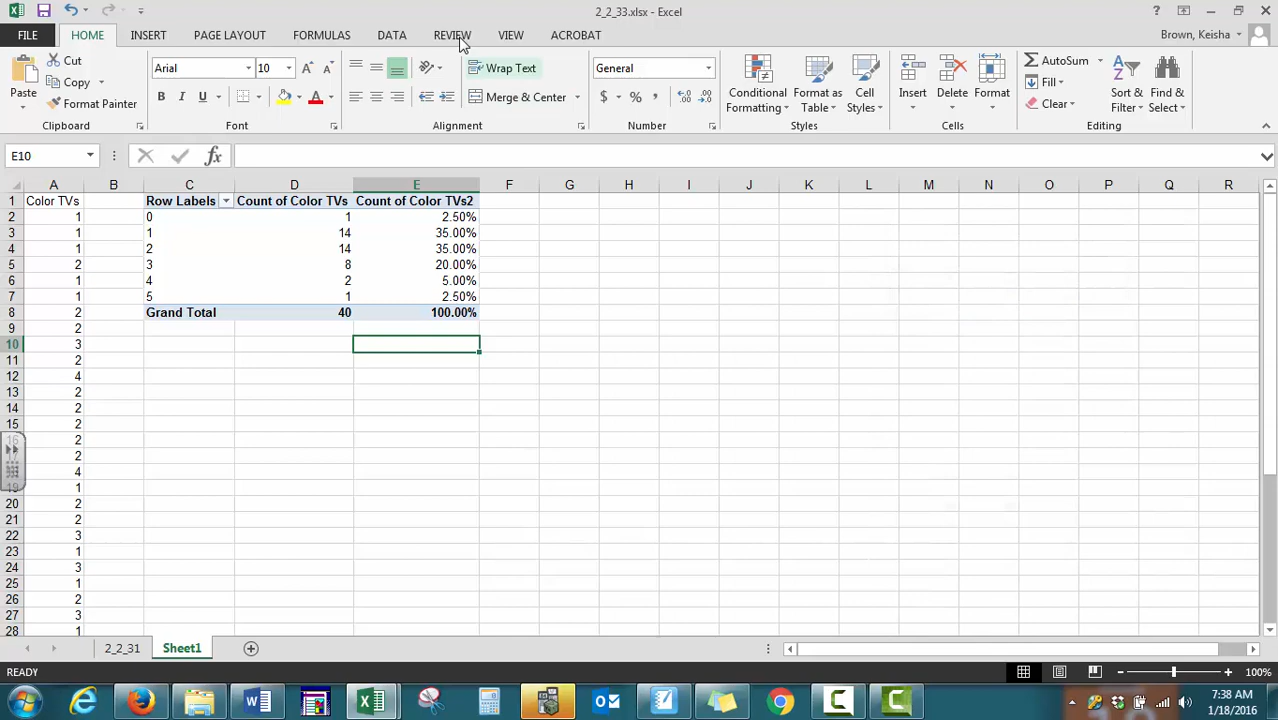 2_2_33.xlsx - Excel
FILE HOME INSERT PAGE LAYOUT FORMULAS DATA REVIEW VIEW ACROBAT Brown, Keisha
Cut
Copy
Format Painter
Paste
Clipboard
Arial 10
B I U
Font
Wrap Text
Merge & Center
Alignment
General
$ % ,
Number
Conditional Formatting
Format as Table
Cell Styles
Styles
Insert Delete Format
Cells
AutoSum
Fill
Clear
Sort & Filter
Find & Select
Editing
E10 fx
A B C D E F G H I J K L M N O P Q R
1 Color TVs Row Labels Count of Color TVs Count of Color TVs2
2 1 0 1 2.50%
3 1 1 14 35.00%
4 1 2 14 35.00%
5 2 3 8 20.00%
6 1 4 2 5.00%
7 1 5 1 2.50%
8 2 Grand Total 40 100.00%
9 2
10 3
11 2
12 4
13 2
14 2
15 2
16 2
2
4
19 1
20 2
21 2
22 3
23 1
24 3
25 1
26 2
27 3
28 1
2_2_31 Sheet1
READY 100%
7:38 AM
1/18/2016